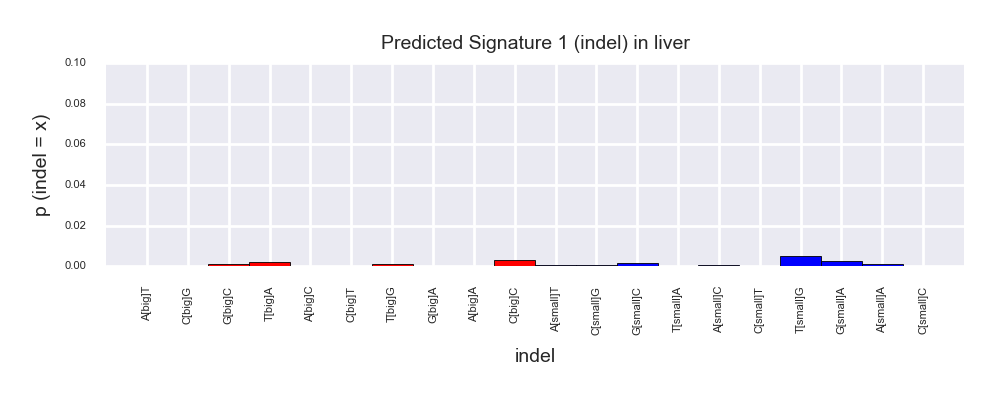 Predicted Signature 1 (indel) in liver
p (indel = x)
0.10
0.08
0.06
0.04
0.02
0.00
A[big]T
C[big]G
G[big]C
T[big]A
A[big]C
C[big]T
T[big]G
G[big]A
A[big]A
C[big]C
A[small]T
C[small]G
G[small]C
T[small]A
A[small]C
C[small]T
T[small]G
G[small]A
A[small]A
C[small]C
indel